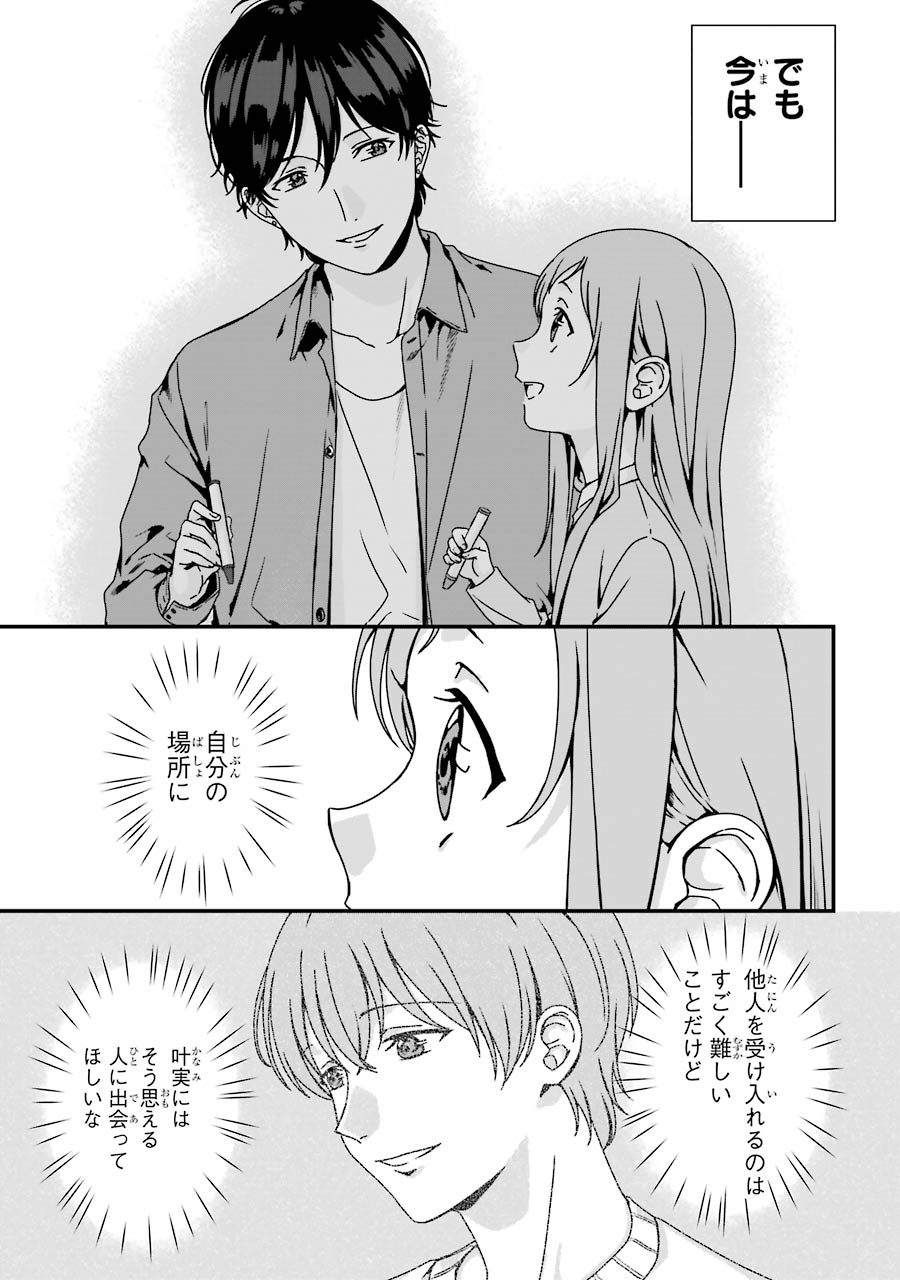 でも
今は──
自分の
場所に
他人を受け入れるのは
すごく難しい
ことだけど
叶実には
そう思える
人に出会って
ほしいな